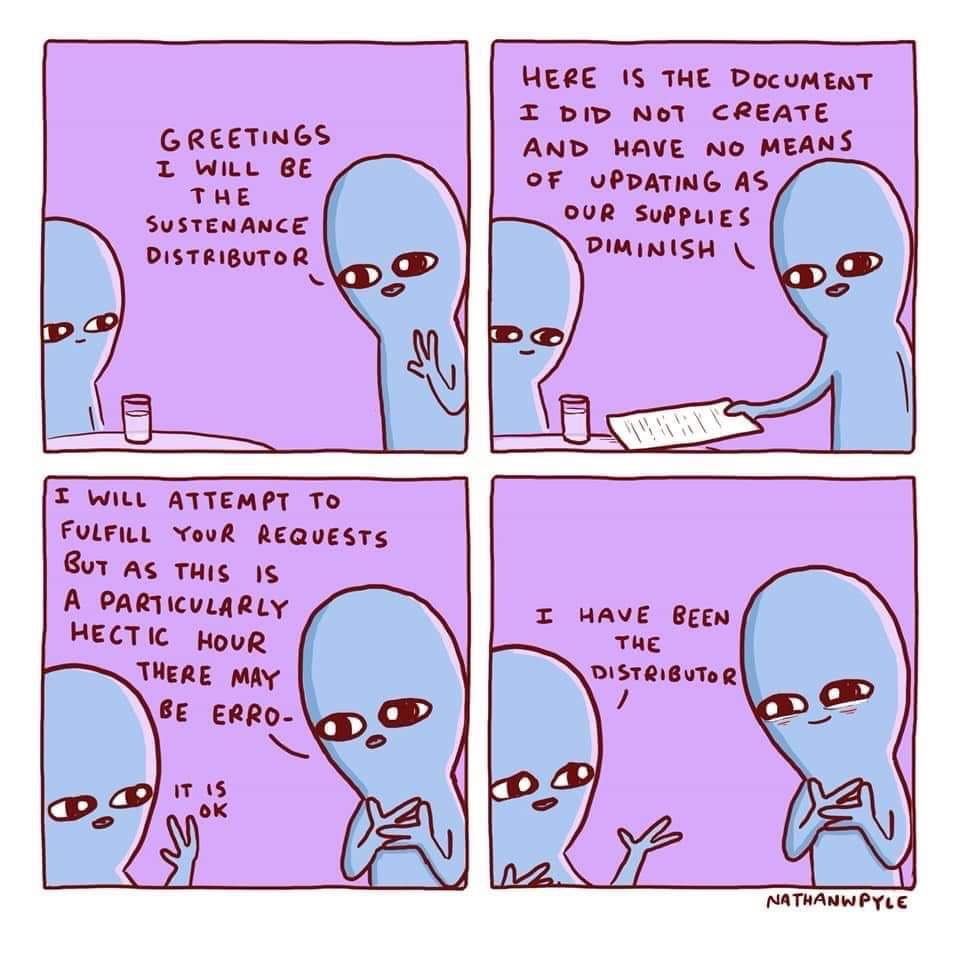 GREETINGS
I WILL BE
THE
SUSTENANCE
DISTRIBUTOR
HERE IS THE DOCUMENT
I DID NOT CREATE
AND HAVE NO MEANS
OF UPDATING AS
OUR SUPPLIES
DIMINISH
I WILL ATTEMPT TO
FULFILL YOUR REQUESTS
BUT AS THIS IS
A PARTICULARLY
HECTIC HOUR
THERE MAY
BE ERRO-
IT IS
OK
I HAVE BEEN
THE
DISTRIBUTOR
NATHANWPYLE